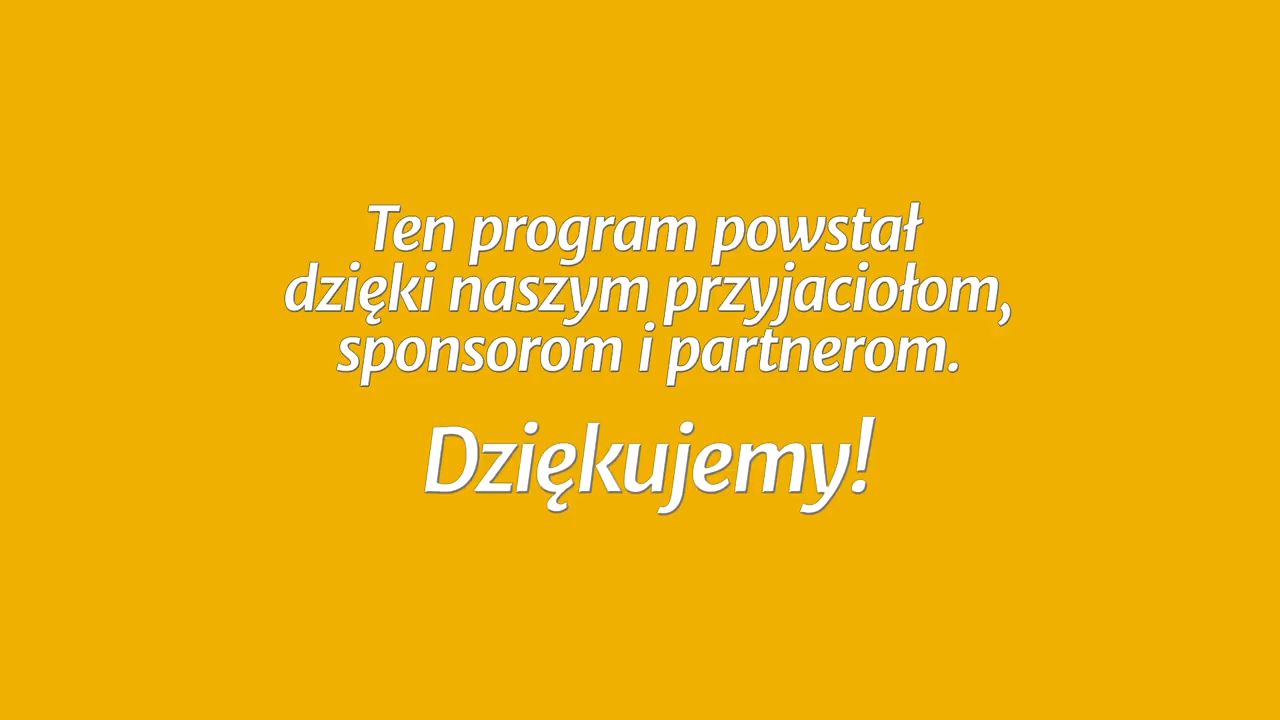 Ten program powstał
dzięki naszym przyjaciołom,
sponsorom i partnerom.
Dziękujemy!